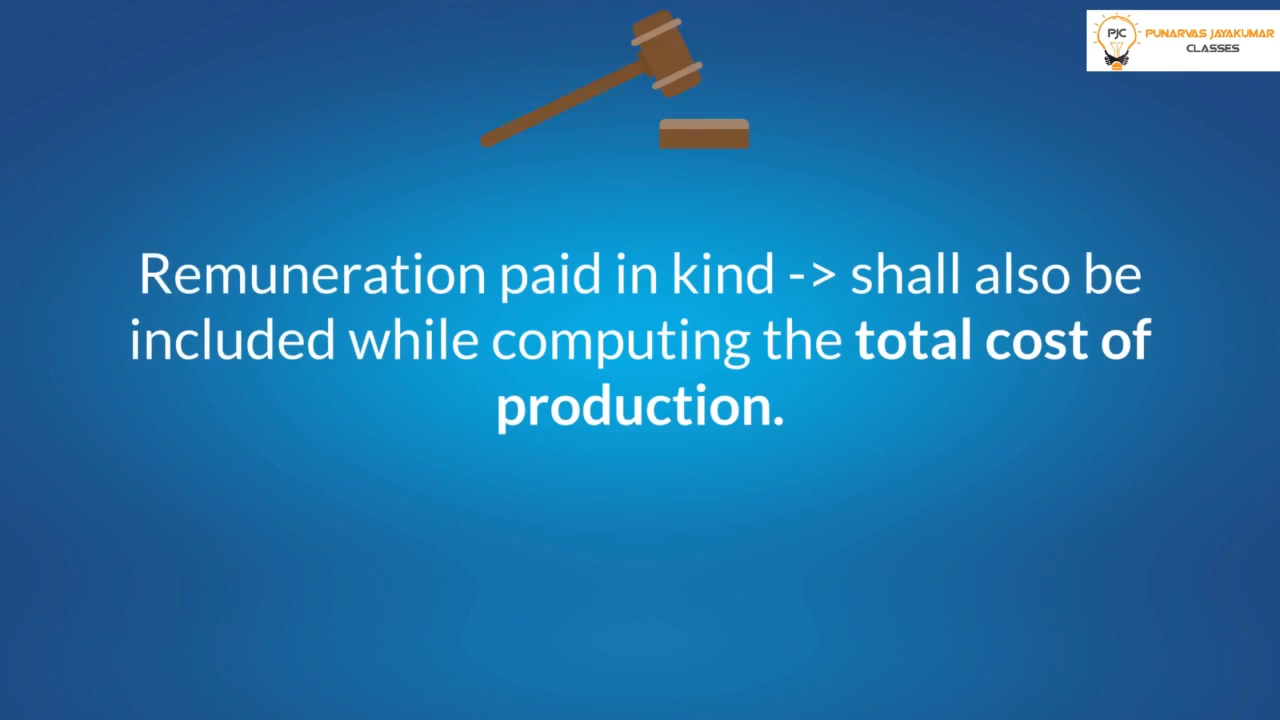 PJC
PUNARVAS JAYAKUMAR
CLASSES
Remuneration paid in kind -> shall also be
included while computing the total cost of
production.